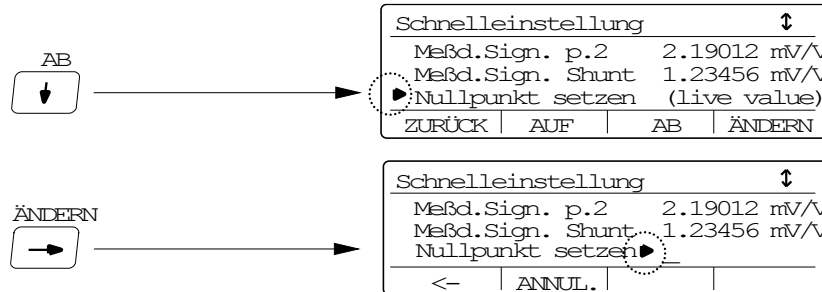 Schnelleinstellung
AB
Meßd.Sign. p.2 2.19012 mV/V
Meßd.Sign. Shunt 1.23456 mV/V
Nullpunkt setzen (live value)
ZURÜCK AUF AB ÄNDERN
Schnelleinstellung
ÄNDERN
Meßd.Sign. p.2 2.19012 mV/V
Meßd.Sign. Shunt 1.23456 mV/V
Nullpunkt setzen _
<- ANNUL.